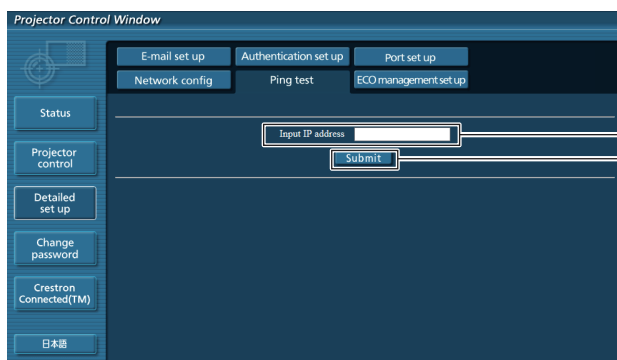 Projector Control Window
E-mail set up
Authentication set up
Port set up
Network config
Ping test
ECO management set up
Status
Input IP address
Submit
Projector
control
Detailed
set up
Change
password
Crestron
Connected(TM)
日本語